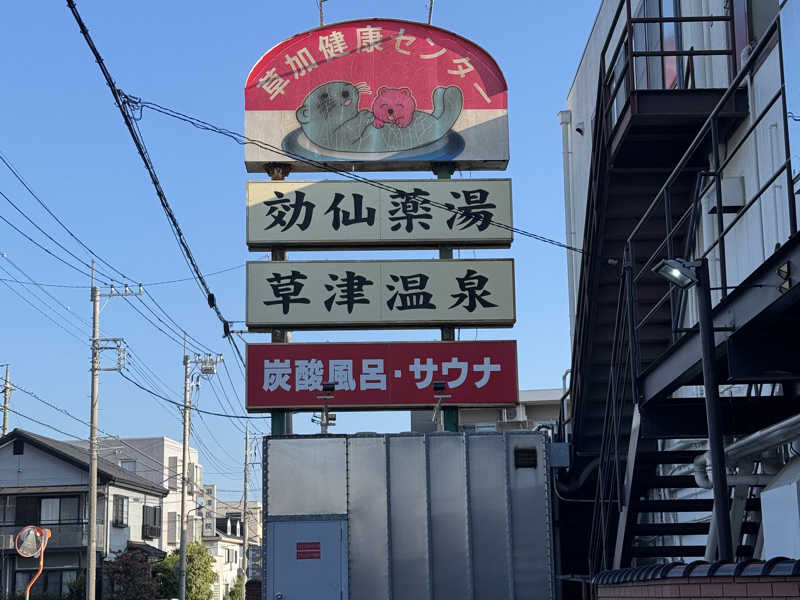 草加健康センター
効仙薬湯
草津温泉
炭酸風呂・サウナ